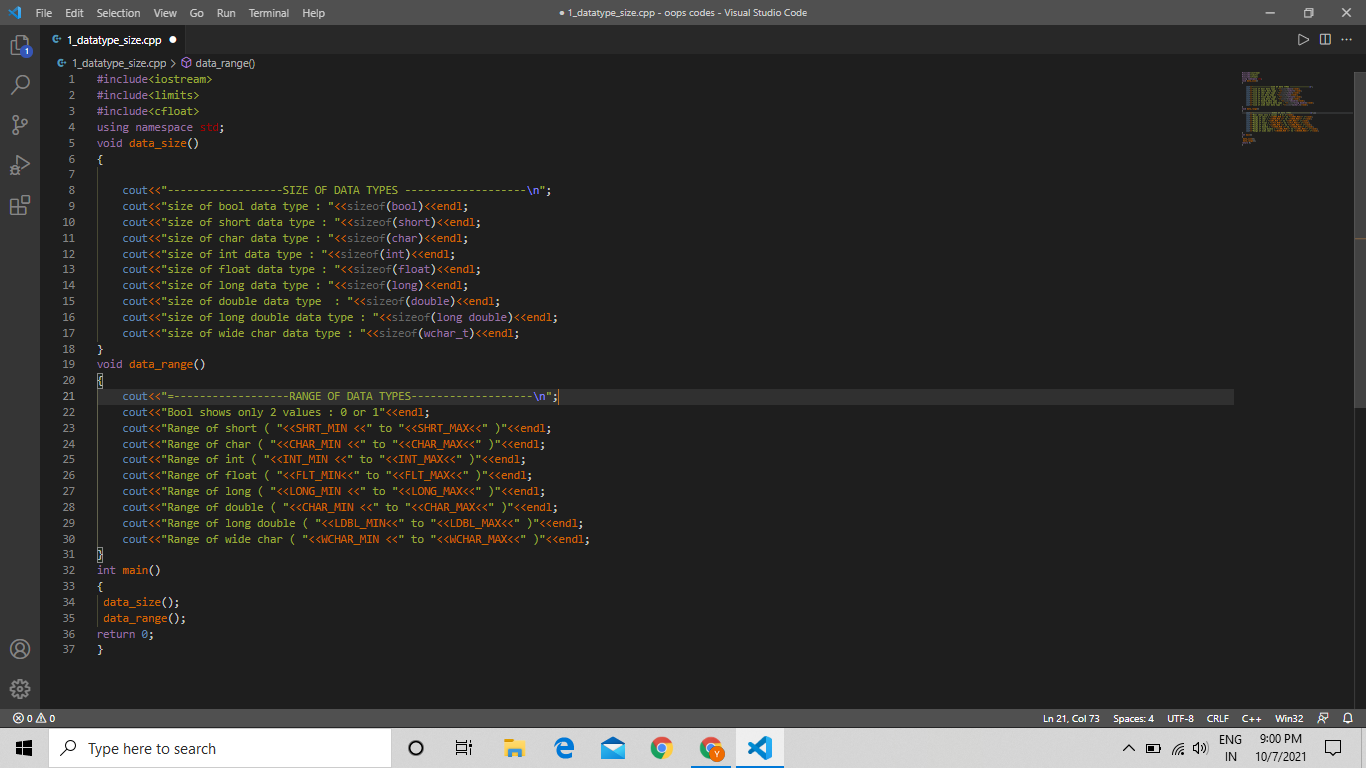 File Edit Selection View Go Run Terminal Help ● 1_datatype_size.cpp - oops codes - Visual Studio Code
1_datatype_size.cpp ●
1_datatype_size.cpp > data_range()
1 #include<iostream>
2 #include<limits>
3 #include<cfloat>
4 using namespace std;
5 void data_size()
6 {
7
8 cout<<"------------------SIZE OF DATA TYPES -------------------\n";
9 cout<<"size of bool data type : "<<sizeof(bool)<<endl;
10 cout<<"size of short data type : "<<sizeof(short)<<endl;
11 cout<<"size of char data type : "<<sizeof(char)<<endl;
12 cout<<"size of int data type : "<<sizeof(int)<<endl;
13 cout<<"size of float data type : "<<sizeof(float)<<endl;
14 cout<<"size of long data type : "<<sizeof(long)<<endl;
15 cout<<"size of double data type  : "<<sizeof(double)<<endl;
16 cout<<"size of long double data type : "<<sizeof(long double)<<endl;
17 cout<<"size of wide char data type : "<<sizeof(wchar_t)<<endl;
18 }
19 void data_range()
20 {
21 cout<<"=------------------RANGE OF DATA TYPES-------------------\n";
22 cout<<"Bool shows only 2 values : 0 or 1"<<endl;
23 cout<<"Range of short ( "<<SHRT_MIN <<" to "<<SHRT_MAX<<" )"<<endl;
24 cout<<"Range of char ( "<<CHAR_MIN <<" to "<<CHAR_MAX<<" )"<<endl;
25 cout<<"Range of int ( "<<INT_MIN <<" to "<<INT_MAX<<" )"<<endl;
26 cout<<"Range of float ( "<<FLT_MIN<<" to "<<FLT_MAX<<" )"<<endl;
27 cout<<"Range of long ( "<<LONG_MIN <<" to "<<LONG_MAX<<" )"<<endl;
28 cout<<"Range of double ( "<<CHAR_MIN <<" to "<<CHAR_MAX<<" )"<<endl;
29 cout<<"Range of long double ( "<<LDBL_MIN<<" to "<<LDBL_MAX<<" )"<<endl;
30 cout<<"Range of wide char ( "<<WCHAR_MIN <<" to "<<WCHAR_MAX<<" )"<<endl;
31 }
32 int main()
33 {
34 data_size();
35 data_range();
36 return 0;
37 }
1
0 0 Ln 21, Col 73 Spaces: 4 UTF-8 CRLF C++ Win32
Type here to search
Y
ENG 9:00 PM
IN 10/7/2021